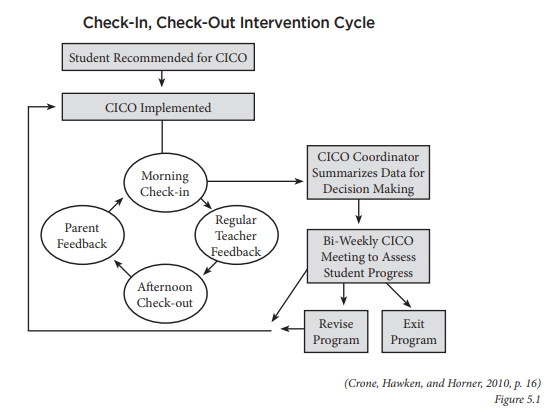 Check-In, Check-Out Intervention Cycle
Student Recommended for CICO
CICO Implemented
Morning
Check-in
Regular
Teacher
Feedback
Afternoon
Check-out
Parent
Feedback
CICO Coordinator
Summarizes Data for
Decision Making
Bi-Weekly CICO
Meeting to Assess
Student Progress
Revise
Program
Exit
Program
(Crone, Hawken, and Horner, 2010, p. 16)
Figure 5.1